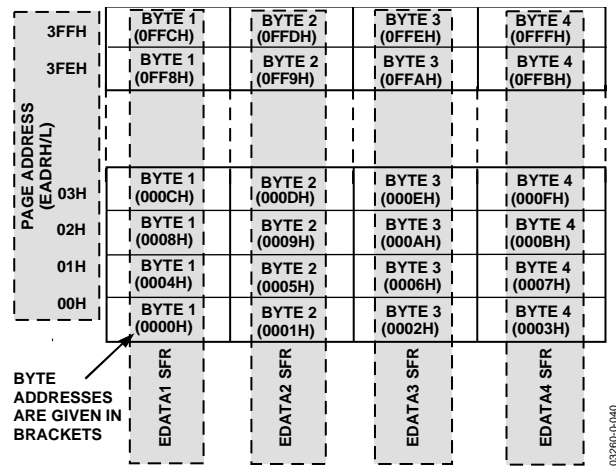 3FFH
BYTE 1
(0FFCH)
BYTE 2
(0FFDH)
BYTE 3
(0FFEH)
BYTE 4
(0FFFH)
3FEH
BYTE 1
(0FF8H)
BYTE 2
(0FF9H)
BYTE 3
(0FFAH)
BYTE 4
(0FFBH)
PAGE ADDRESS
(EADRH/L)
03H
BYTE 1
(000CH)
BYTE 2
(000DH)
BYTE 3
(000EH)
BYTE 4
(000FH)
02H
BYTE 1
(0008H)
BYTE 2
(0009H)
BYTE 3
(000AH)
BYTE 4
(000BH)
01H
BYTE 1
(0004H)
BYTE 2
(0005H)
BYTE 3
(0006H)
BYTE 4
(0007H)
00H
BYTE 1
(0000H)
BYTE 2
(0001H)
BYTE 3
(0002H)
BYTE 4
(0003H)
BYTE
ADDRESSES
ARE GIVEN IN
BRACKETS
EDATA1 SFR
EDATA2 SFR
EDATA3 SFR
EDATA4 SFR
03260-0-040